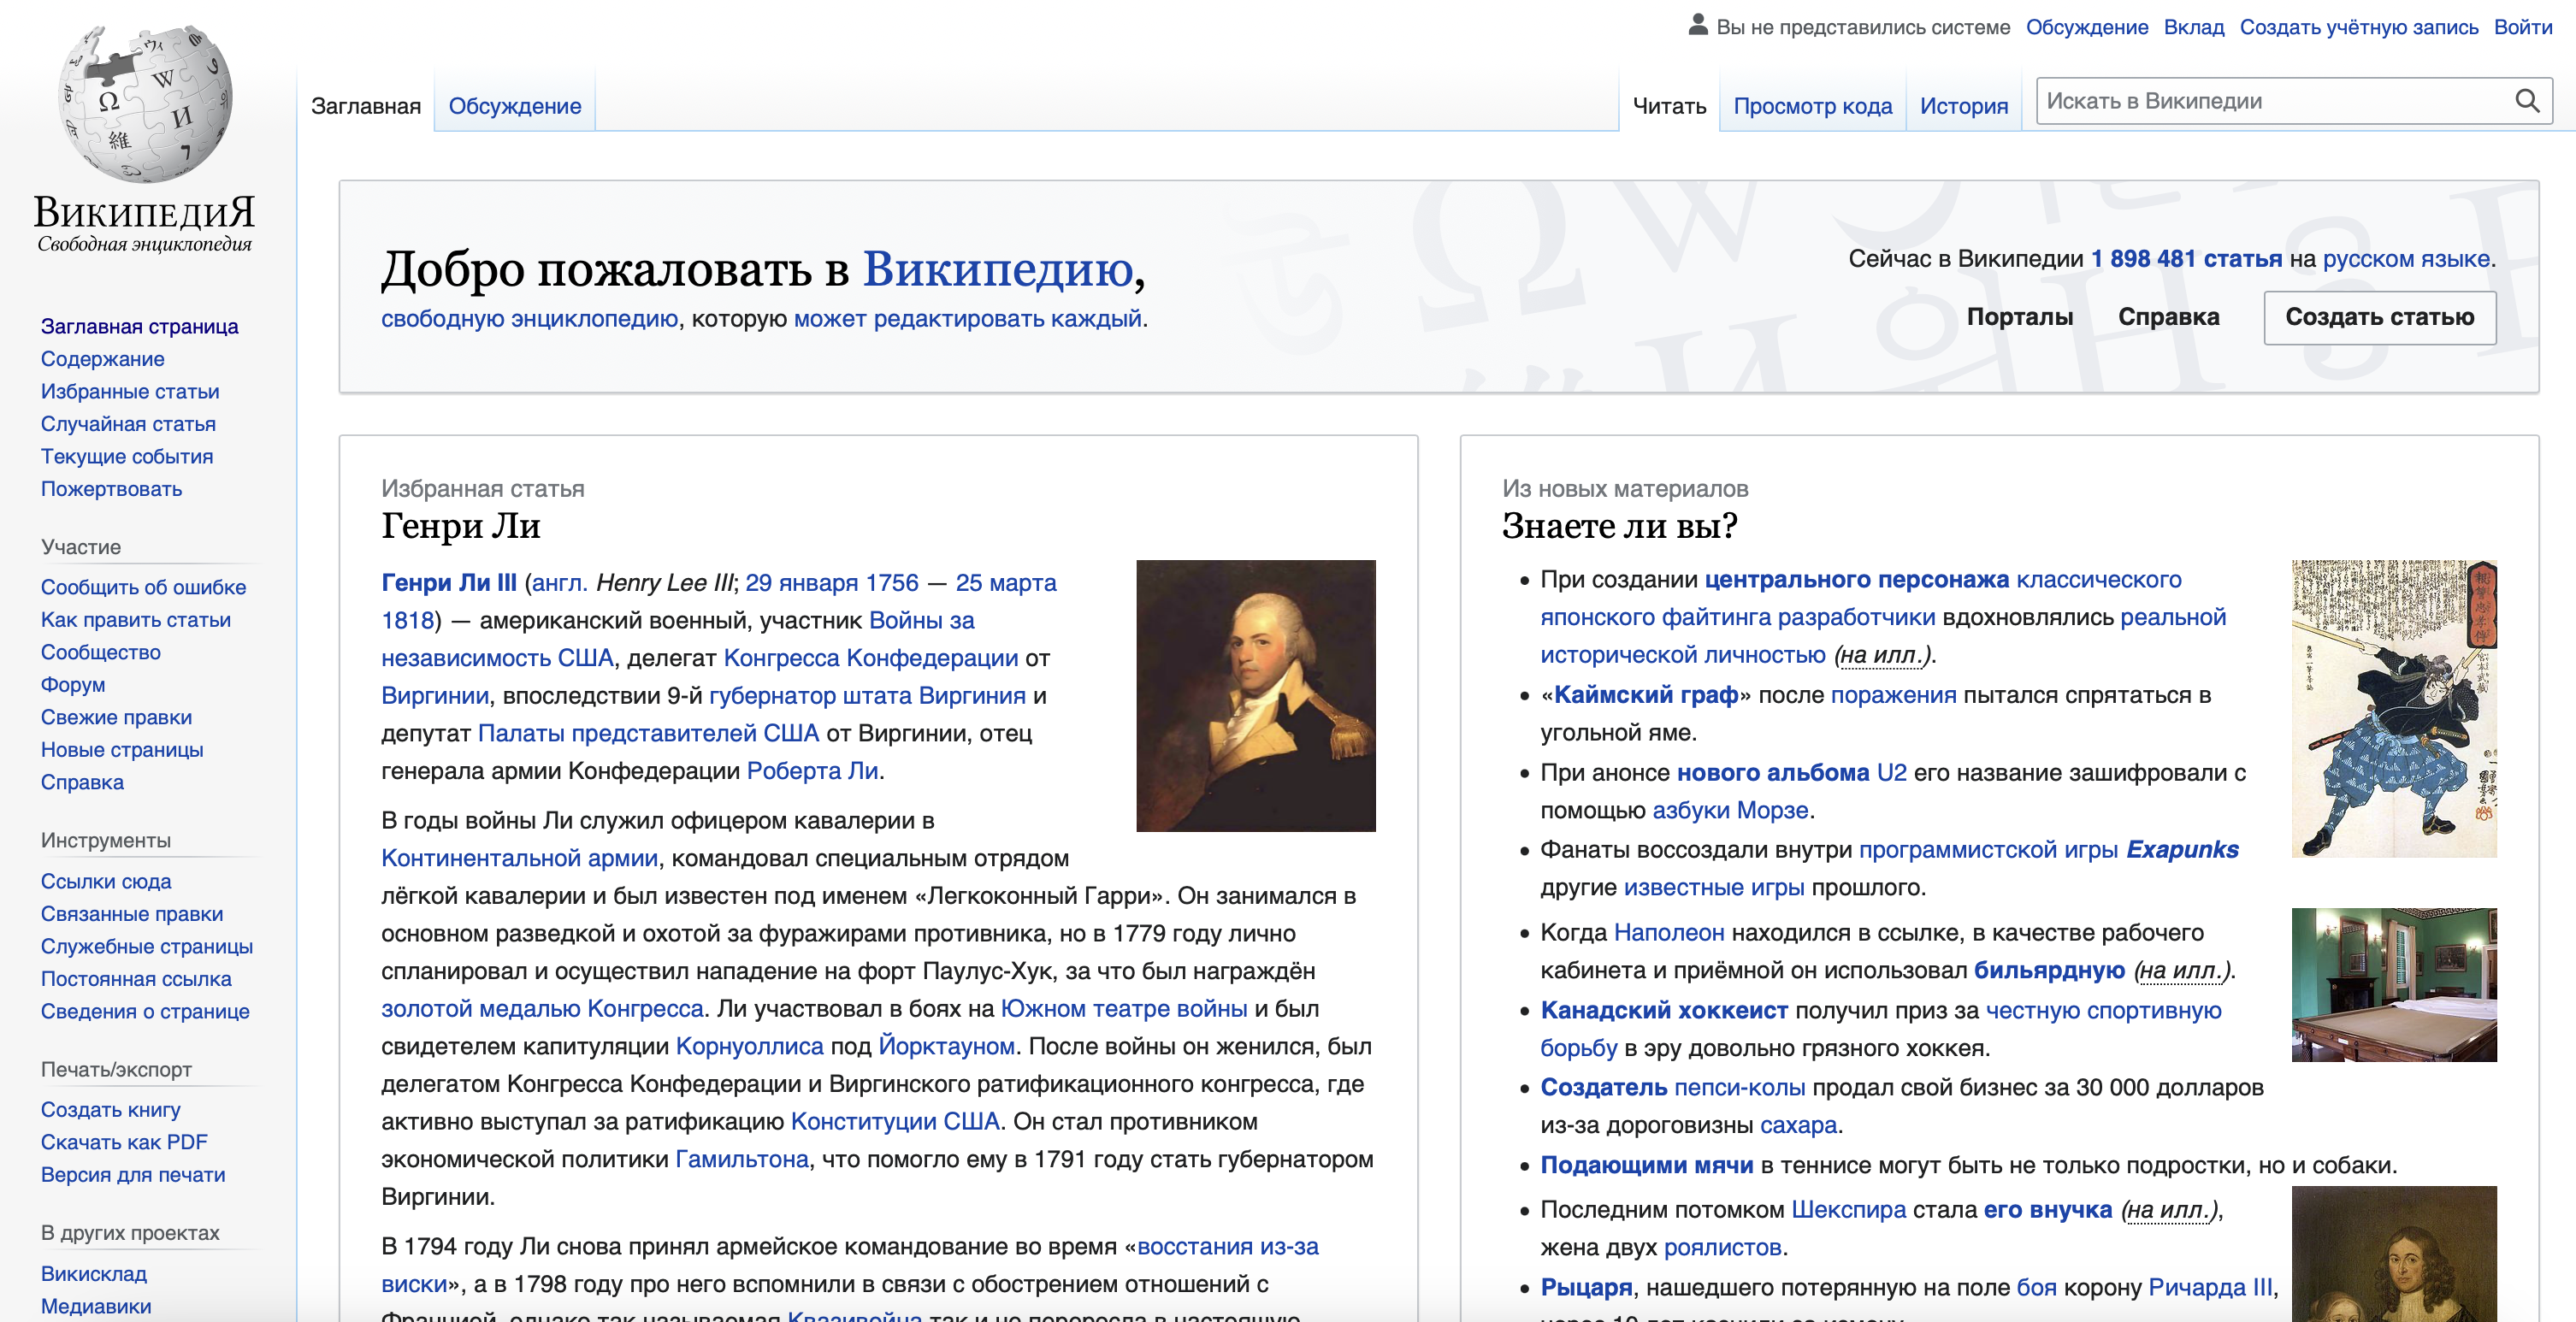 ВикипедиЯ
Свободная энциклопедия
Вы не представились системе Обсуждение Вклад Создать учётную запись Войти
Заглавная Обсуждение
Читать Просмотр кода История Искать в Википедии
Заглавная страница
Содержание
Избранные статьи
Случайная статья
Текущие события
Пожертвовать
Участие
Сообщить об ошибке
Как править статьи
Сообщество
Форум
Свежие правки
Новые страницы
Справка
Инструменты
Ссылки сюда
Связанные правки
Служебные страницы
Постоянная ссылка
Сведения о странице
Печать/экспорт
Создать книгу
Скачать как PDF
Версия для печати
В других проектах
Викисклад
Медиавики
Добро пожаловать в Википедию,
свободную энциклопедию, которую может редактировать каждый.
Сейчас в Википедии 1 898 481 статья на русском языке.
Порталы Справка Создать статью
Избранная статья
Генри Ли
Генри Ли III (англ. Henry Lee III; 29 января 1756 — 25 марта
1818) — американский военный, участник Войны за
независимость США, делегат Конгресса Конфедерации от
Виргинии, впоследствии 9-й губернатор штата Виргиния и
депутат Палаты представителей США от Виргинии, отец
генерала армии Конфедерации Роберта Ли.
В годы войны Ли служил офицером кавалерии в
Континентальной армии, командовал специальным отрядом
лёгкой кавалерии и был известен под именем «Легкоконный Гарри». Он занимался в
основном разведкой и охотой за фуражирами противника, но в 1779 году лично
спланировал и осуществил нападение на форт Паулус-Хук, за что был награждён
золотой медалью Конгресса. Ли участвовал в боях на Южном театре войны и был
свидетелем капитуляции Корнуоллиса под Йорктауном. После войны он женился, был
делегатом Конгресса Конфедерации и Виргинского ратификационного конгресса, где
активно выступал за ратификацию Конституции США. Он стал противником
экономической политики Гамильтона, что помогло ему в 1791 году стать губернатором
Виргинии.
В 1794 году Ли снова принял армейское командование во время «восстания из-за
виски», а в 1798 году про него вспомнили в связи с обострением отношений с
Францией, однако так называемая Квазивойна так и не переросла в настоящую
Из новых материалов
Знаете ли вы?
При создании центрального персонажа классического
японского файтинга разработчики вдохновлялись реальной
исторической личностью (на илл.).
«Каймский граф» после поражения пытался спрятаться в
угольной яме.
При анонсе нового альбома U2 его название зашифровали с
помощью азбуки Морзе.
Фанаты воссоздали внутри программистской игры Exapunks
другие известные игры прошлого.
Когда Наполеон находился в ссылке, в качестве рабочего
кабинета и приёмной он использовал бильярдную (на илл.).
Канадский хоккеист получил приз за честную спортивную
борьбу в эру довольно грязного хоккея.
Создатель пепси-колы продал свой бизнес за 30 000 долларов
из-за дороговизны сахара.
Подающими мячи в теннисе могут быть не только подростки, но и собаки.
Последним потомком Шекспира стала его внучка (на илл.),
жена двух роялистов.
Рыцаря, нашедшего потерянную на поле боя корону Ричарда III,
через 10 лет казнили за измену.